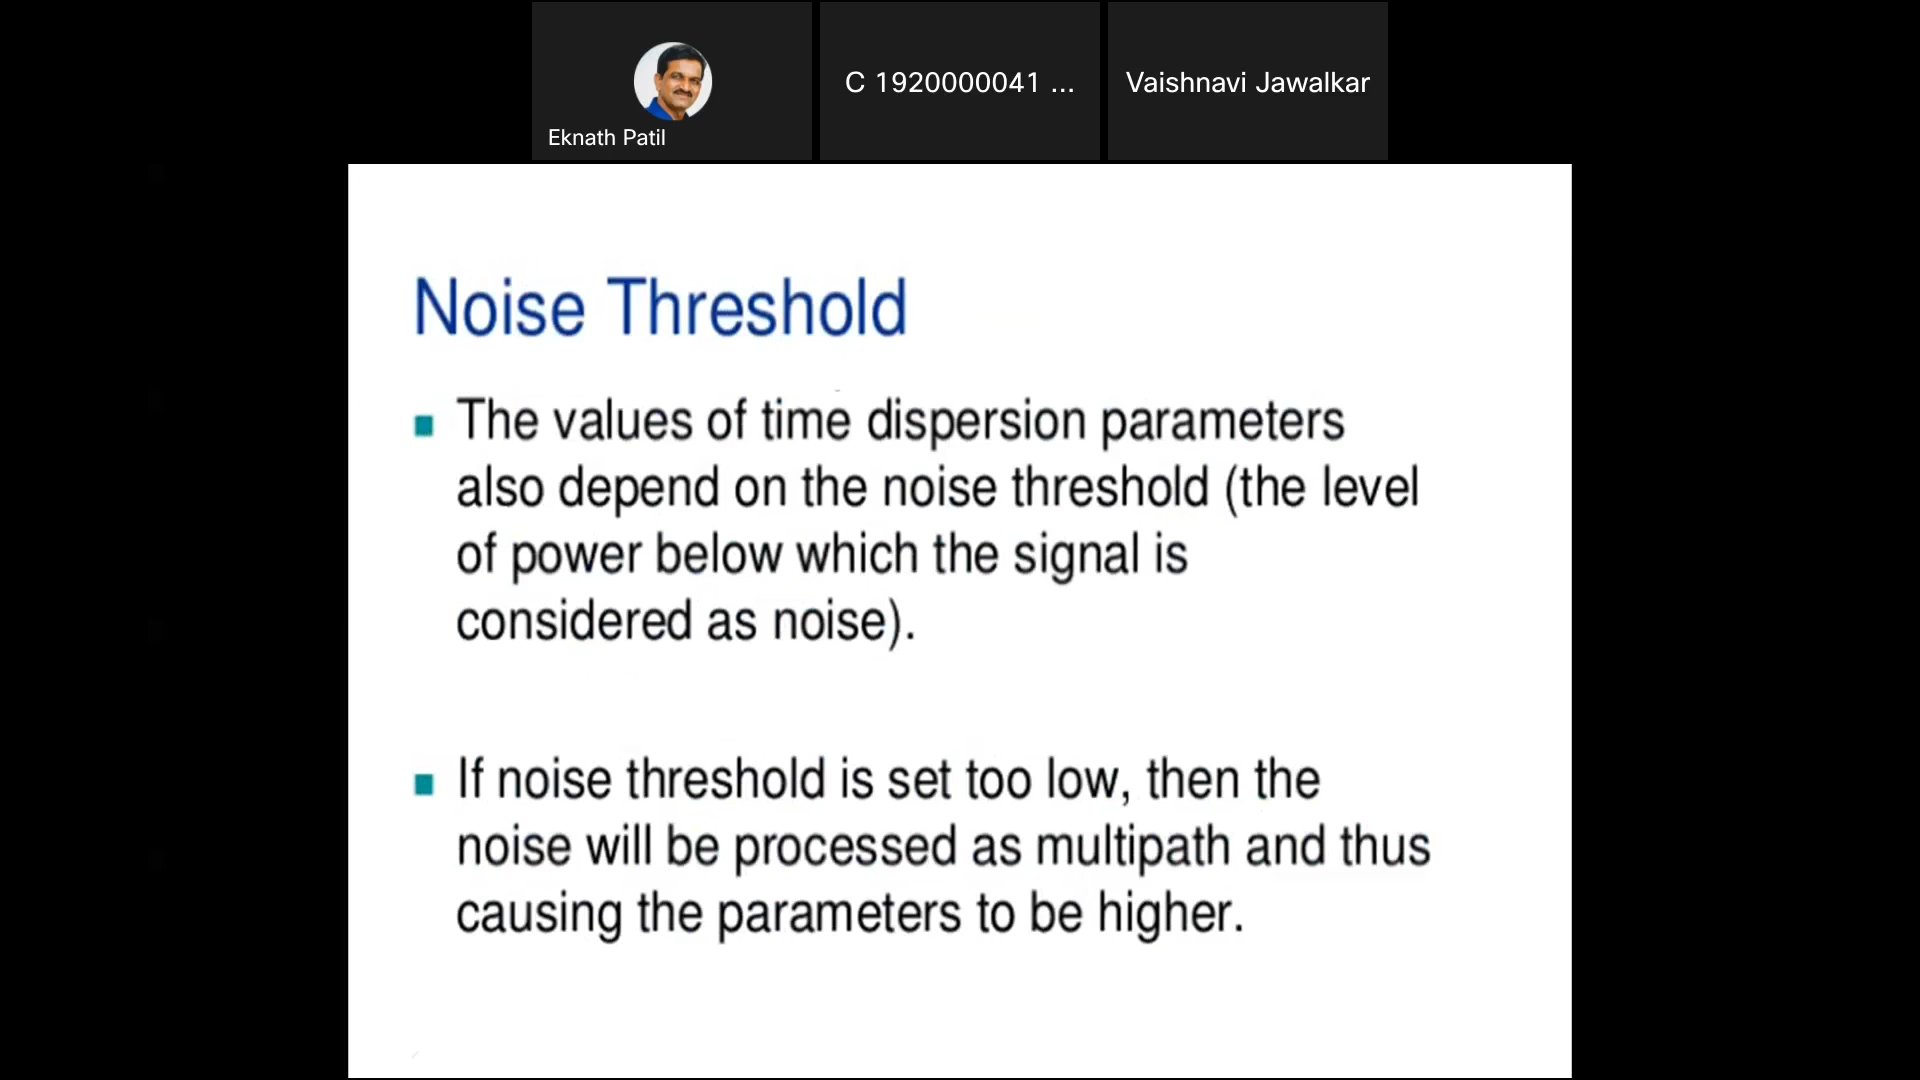 Eknath Patil
C 1920000041 ...
Vaishnavi Jawalkar
Noise Threshold
The values of time dispersion parameters
also depend on the noise threshold (the level
of power below which the signal is
considered as noise).
If noise threshold is set too low, then the
noise will be processed as multipath and thus
causing the parameters to be higher.